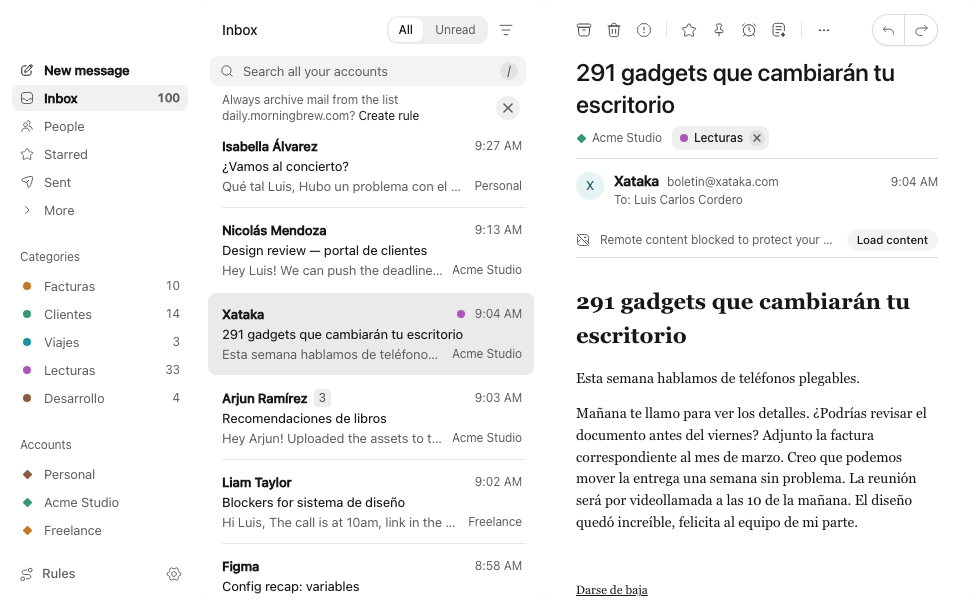 New message
Inbox 100
People
Starred
Sent
More
Categories
Facturas 10
Clientes 14
Viajes 3
Lecturas 33
Desarrollo 4
Accounts
Personal
Acme Studio
Freelance
Rules
Inbox
All Unread
Search all your accounts /
Always archive mail from the list
daily.morningbrew.com? Create rule
Isabella Álvarez 9:27 AM
¿Vamos al concierto?
Qué tal Luis, Hubo un problema con el ... Personal
Nicolás Mendoza 9:13 AM
Design review — portal de clientes
Hey Luis! We can push the deadline... Acme Studio
Xataka 9:04 AM
291 gadgets que cambiarán tu escritorio
Esta semana hablamos de teléfono... Acme Studio
Arjun Ramírez 3 9:03 AM
Recomendaciones de libros
Hey Arjun! Uploaded the assets to t... Acme Studio
Liam Taylor 9:02 AM
Blockers for sistema de diseño
Hi Luis, The call is at 10am, link in the ... Freelance
Figma 8:58 AM
Config recap: variables
291 gadgets que cambiarán tu
escritorio
Acme Studio Lecturas
X Xataka boletin@xataka.com 9:04 AM
To: Luis Carlos Cordero
Remote content blocked to protect your ... Load content
291 gadgets que cambiarán tu
escritorio
Esta semana hablamos de teléfonos plegables.
Mañana te llamo para ver los detalles. ¿Podrías revisar el
documento antes del viernes? Adjunto la factura
correspondiente al mes de marzo. Creo que podemos
mover la entrega una semana sin problema. La reunión
será por videollamada a las 10 de la mañana. El diseño
quedó increíble, felicita al equipo de mi parte.
Darse de baja